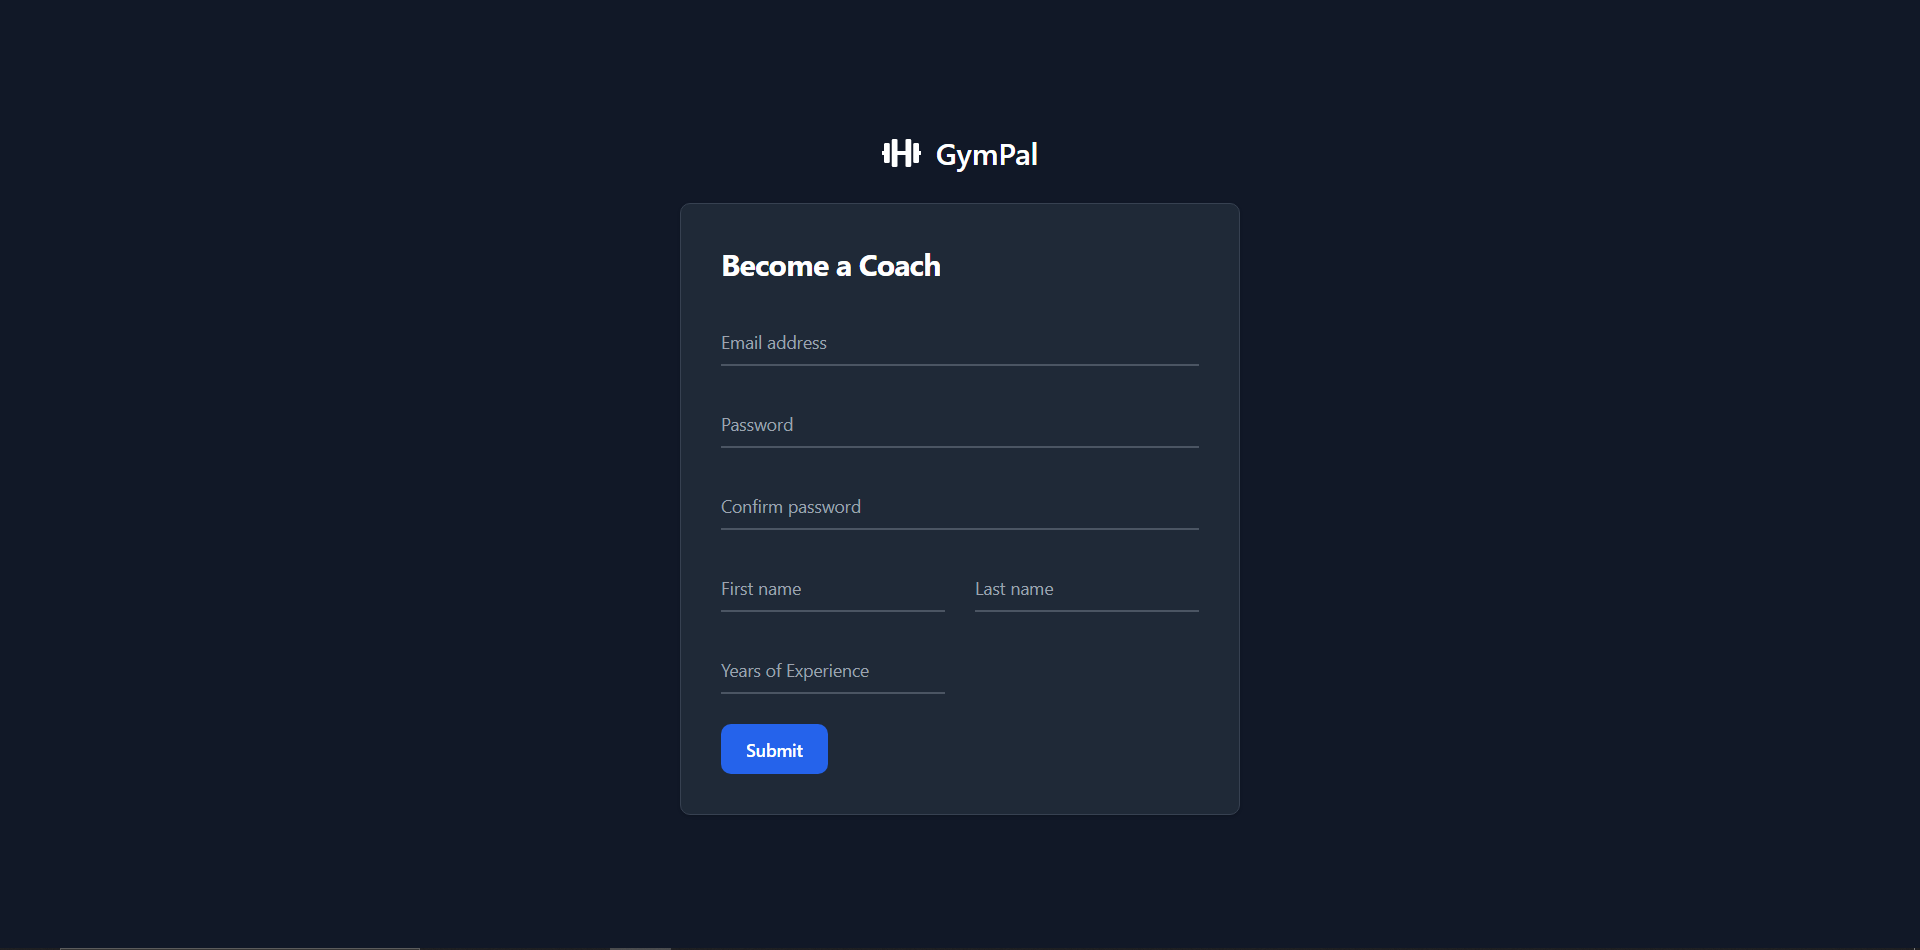 GymPal
Become a Coach
Email address
Password
Confirm password
First name
Last name
Years of Experience
Submit